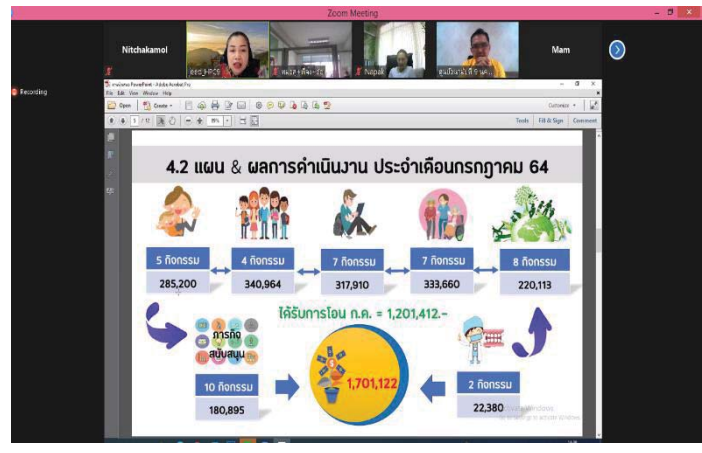 Zoom Meeting
Nitchakamol
Napak
Mam
Recording
File Edit View Window Help
Open
Create
Customize
Tools Fill & Sign Comment
4.2 แผน & ผลการดำเนินงาน ประจำเดือนกรกฎาคม 64
5 กิจกรรม 4 กิจกรรม 7 กิจกรรม 7 กิจกรรม 8 กิจกรรม
285,200 340,964 317,910 333,660 220,113
ได้รับการโอน ก.ค. = 1,201,412.-
ภารกิจ
สนับสนุน
1,701,122
10 กิจกรรม 2 กิจกรรม
180,895 22,380